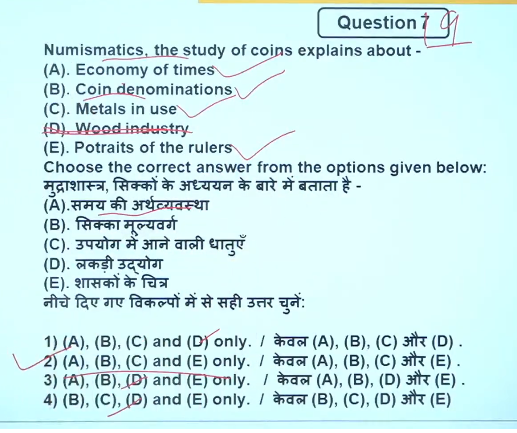 Question 7
9
Numismatics, the study of coins explains about -
(A). Economy of times
(B). Coin denominations
(C). Metals in use
(D). Wood industry
(E). Potraits of the rulers
Choose the correct answer from the options given below:
मुद्राशास्त्र, सिक्कों के अध्ययन के बारे में बताता है -
(A).समय की अर्थव्यवस्था
(B). सिक्का मूल्यवर्ग
(C). उपयोग में आने वाली धातुएँ
(D). लकड़ी उद्योग
(E). शासकों के चित्र
नीचे दिए गए विकल्पों में से सही उत्तर चुनें:
1) (A), (B), (C) and (D) only. / केवल (A), (B), (C) और (D) .
2) (A), (B), (C) and (E) only. / केवल (A), (B), (C) और (E) .
3) (A), (B), (D) and (E) only. / केवल (A), (B), (D) और (E) .
4) (B), (C), (D) and (E) only. / केवल (B), (C), (D) और (E)